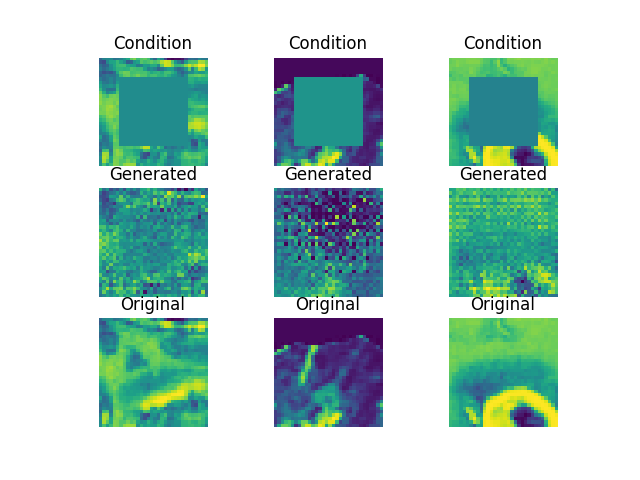 Condition Condition Condition
Generated Generated Generated
Original Original Original